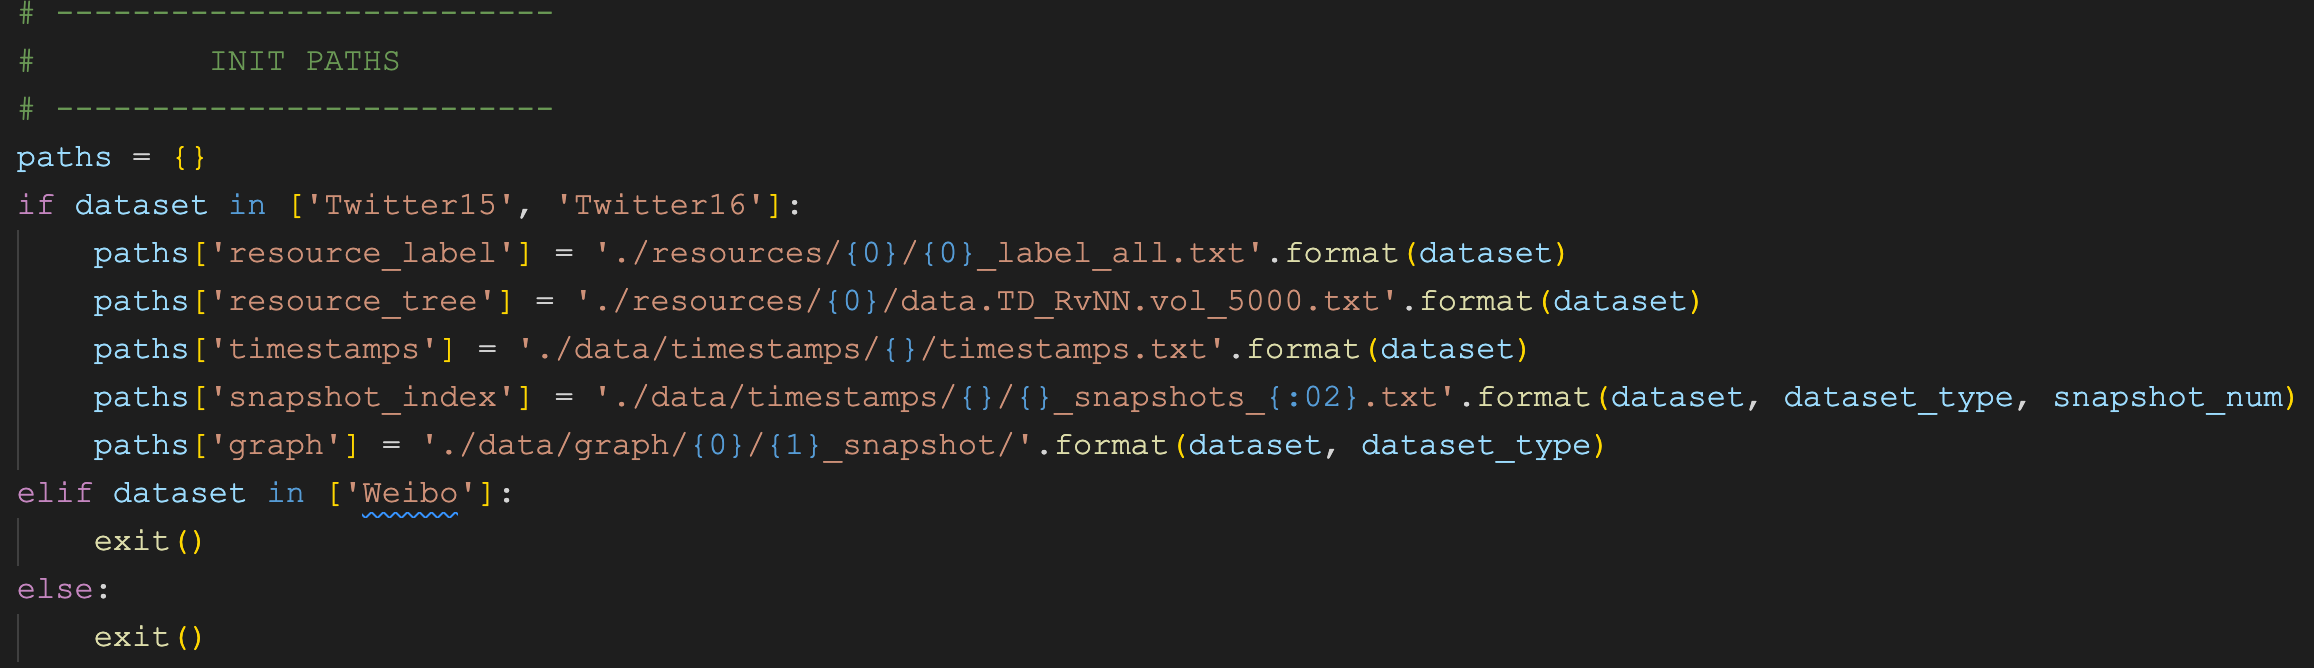 # --------------------------
#         INIT PATHS
# --------------------------
paths = {}
if dataset in ['Twitter15', 'Twitter16']:
    paths['resource_label'] = './resources/{0}/{0}_label_all.txt'.format(dataset)
    paths['resource_tree'] = './resources/{0}/data.TD_RvNN.vol_5000.txt'.format(dataset)
    paths['timestamps'] = './data/timestamps/{}/timestamps.txt'.format(dataset)
    paths['snapshot_index'] = './data/timestamps/{}/{}_snapshots_{:02}.txt'.format(dataset, dataset_type, snapshot_num)
    paths['graph'] = './data/graph/{0}/{1}_snapshot/'.format(dataset, dataset_type)
elif dataset in ['Weibo']:
    exit()
else:
    exit()